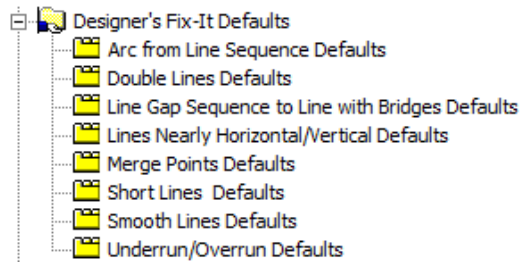 Designer's Fix-It Defaults
Arc from Line Sequence Defaults
Double Lines Defaults
Line Gap Sequence to Line with Bridges Defaults
Lines Nearly Horizontal/Vertical Defaults
Merge Points Defaults
Short Lines  Defaults
Smooth Lines Defaults
Underrun/Overrun Defaults